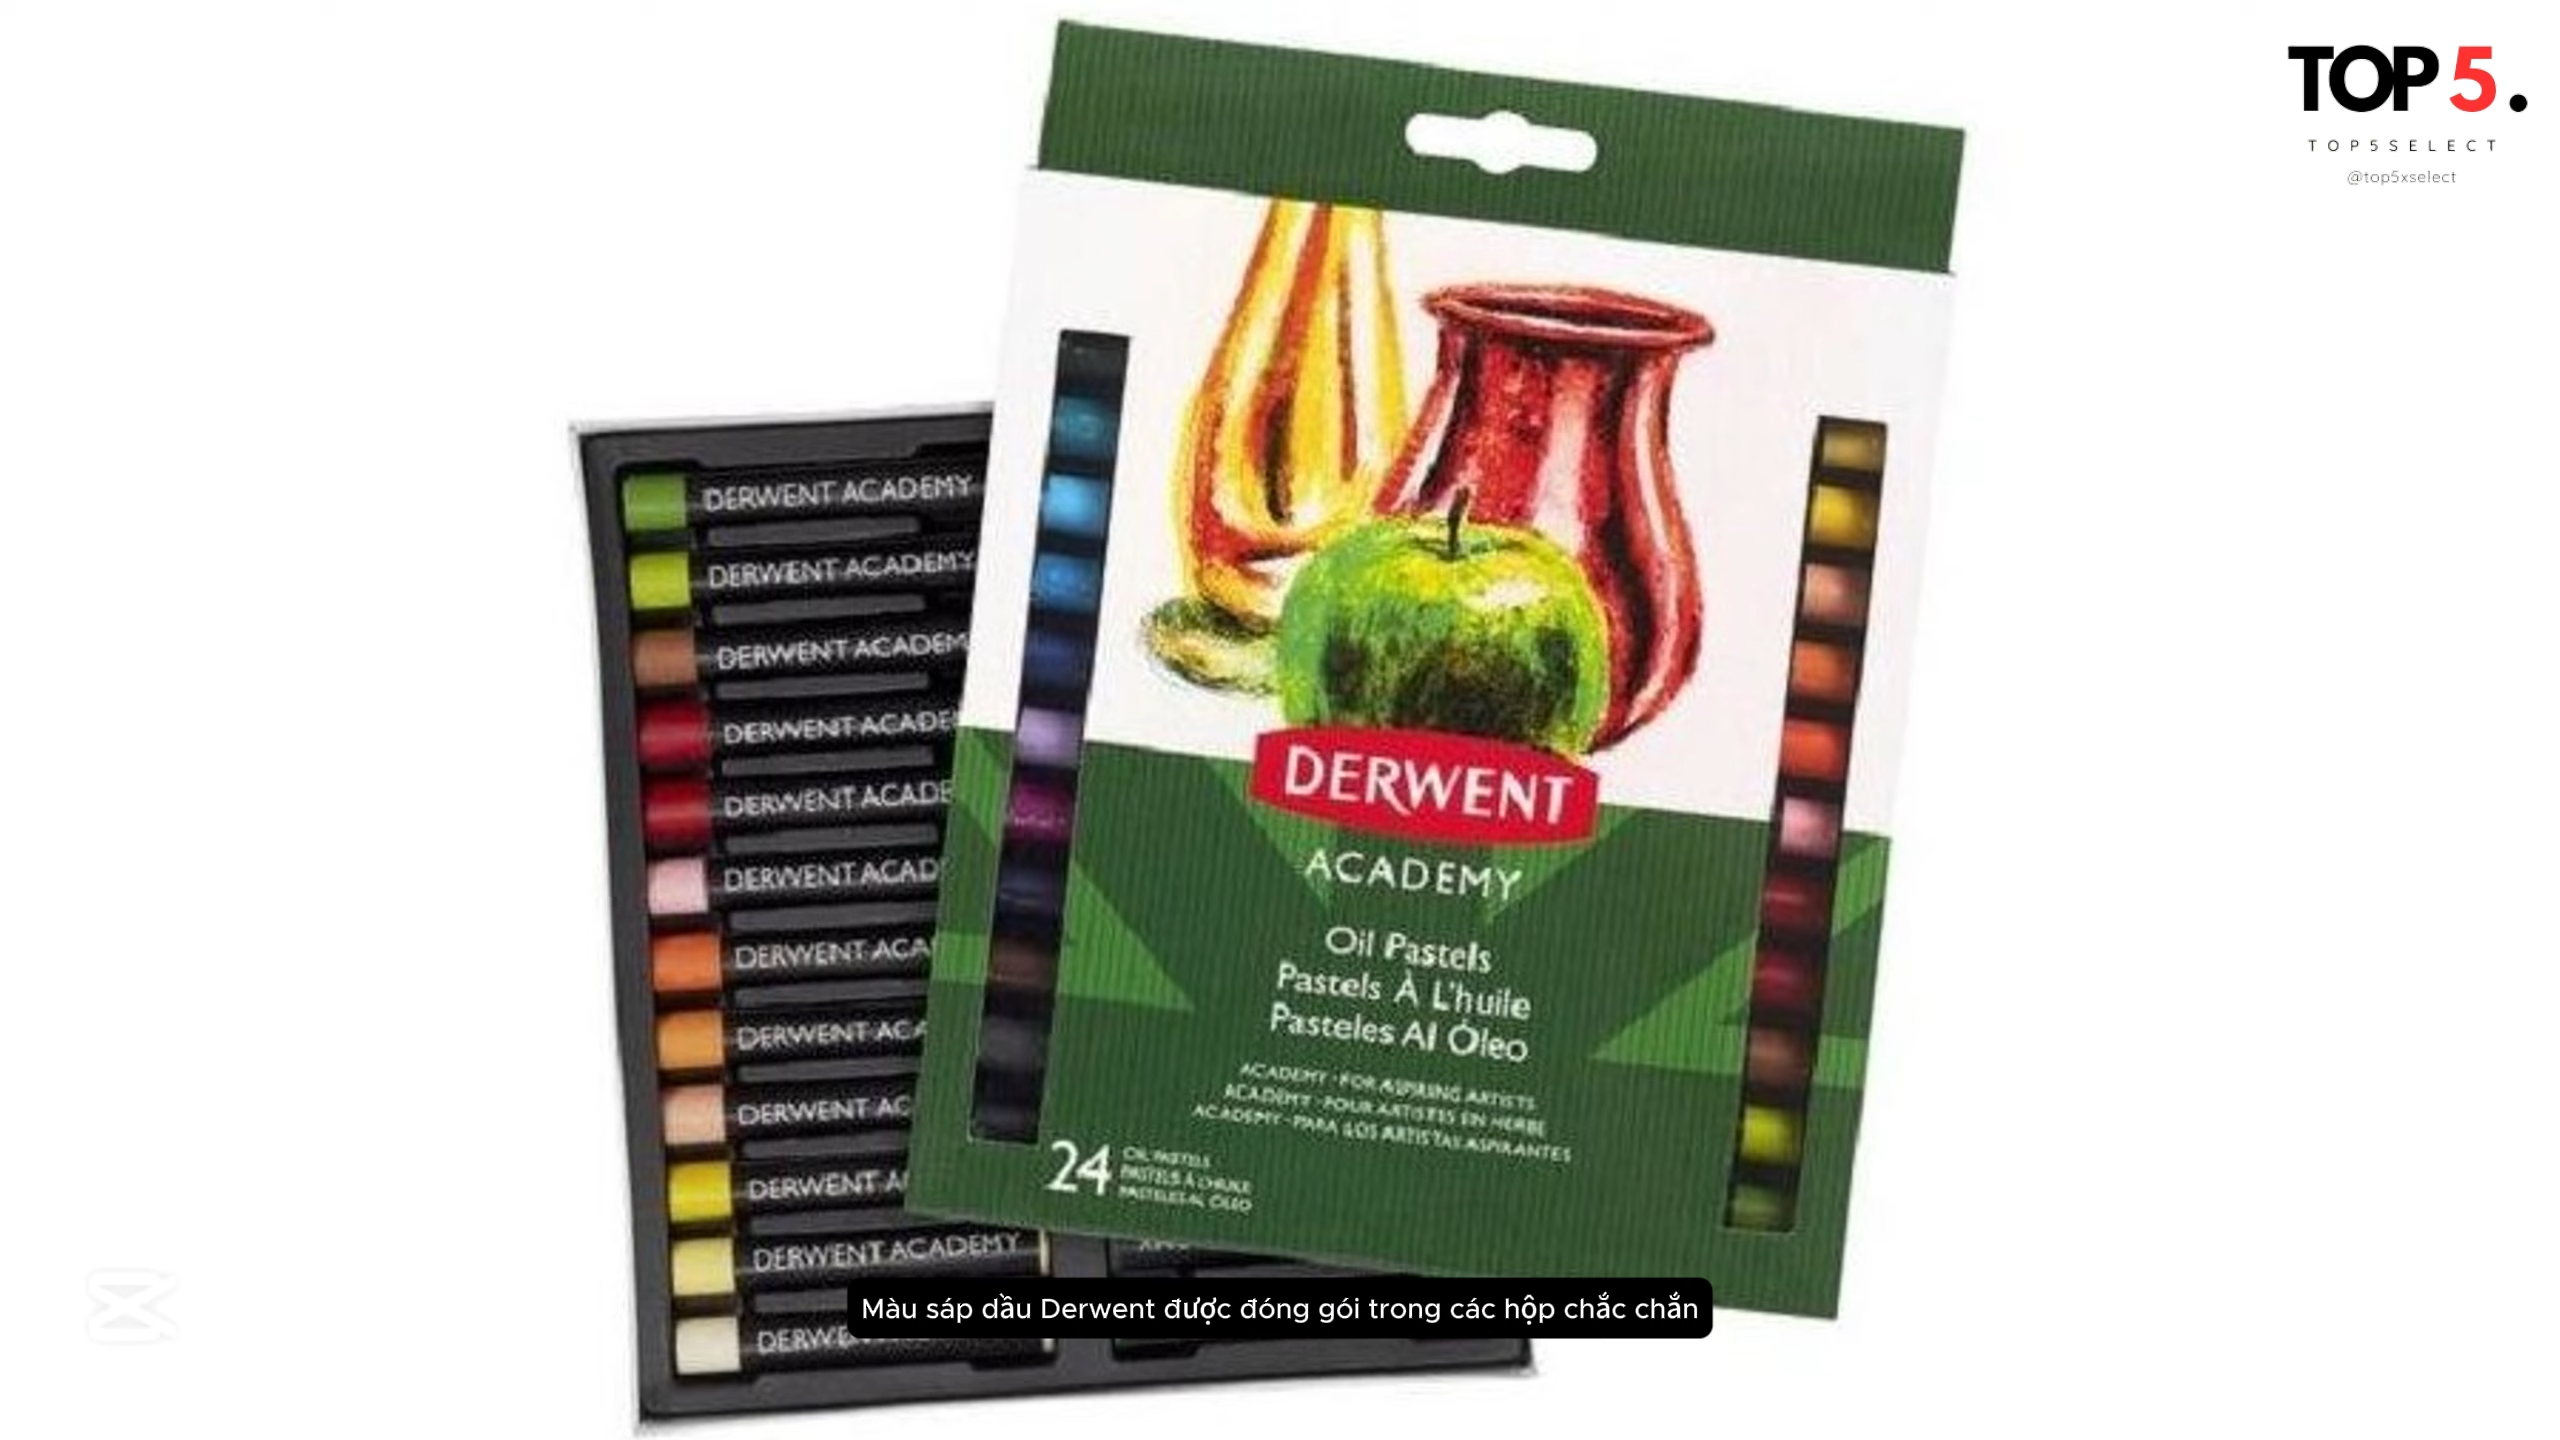 TOP 5.
TOP5SELECT
@top5xselect
DERWENT ACADEMY
DERWENT ACADEMY
DERWENT ACADEM
DERWENT ACADE
DERWENT ACADE
DERWENT ACAD
DERWENT ACA
DERWENT ACA
DERWENT AC
DERWENT A
DERWENT ACADEMY
DERWE
DERWENT
ACADEMY
Oil Pastels
Pastels À L'huile
Pasteles Al Óleo
ACADEMY - FOR ASPIRING ARTISTS
ACADEMY - POUR ARTISTES EN HERBE
ACADEMY - PARA LOS ARTISTAS ASPIRANTES
24
OIL PASTELS
PASTELS À L'HUILE
PASTELES AL ÓLEO
Màu sáp dầu Derwent được đóng gói trong các hộp chắc chắn